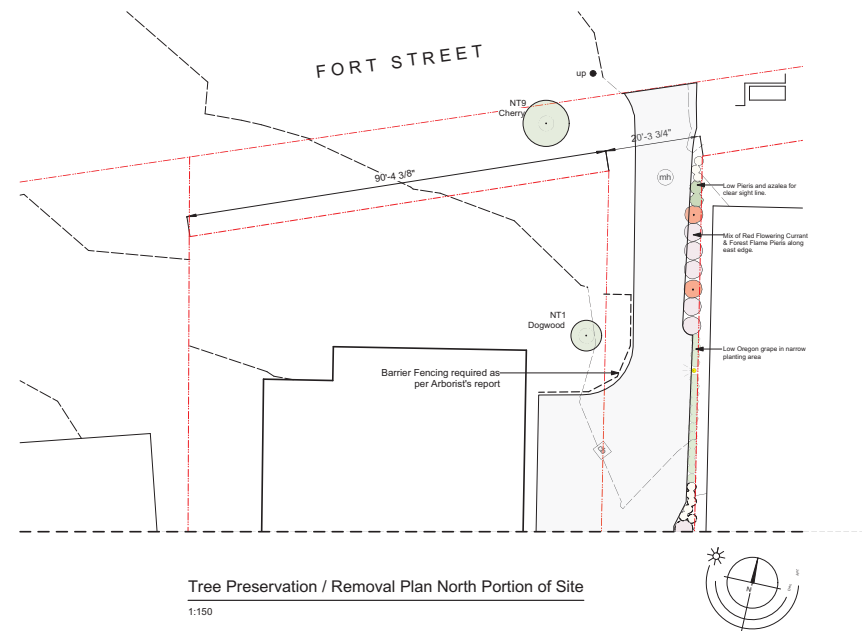 FORT STREET
up
NT9
Cherry
20'-3 3/4"
90'-4 3/8"
mh
Low Pieris and azalea for
clear sight line.
Mix of Red Flowering Currant
& Forest Flame Pieris along
east edge.
NT1
Dogwood
Low Oregon grape in narrow
planting area
Barrier Fencing required as
per Arborist's report
cb
Tree Preservation / Removal Plan North Portion of Site
1:150
N